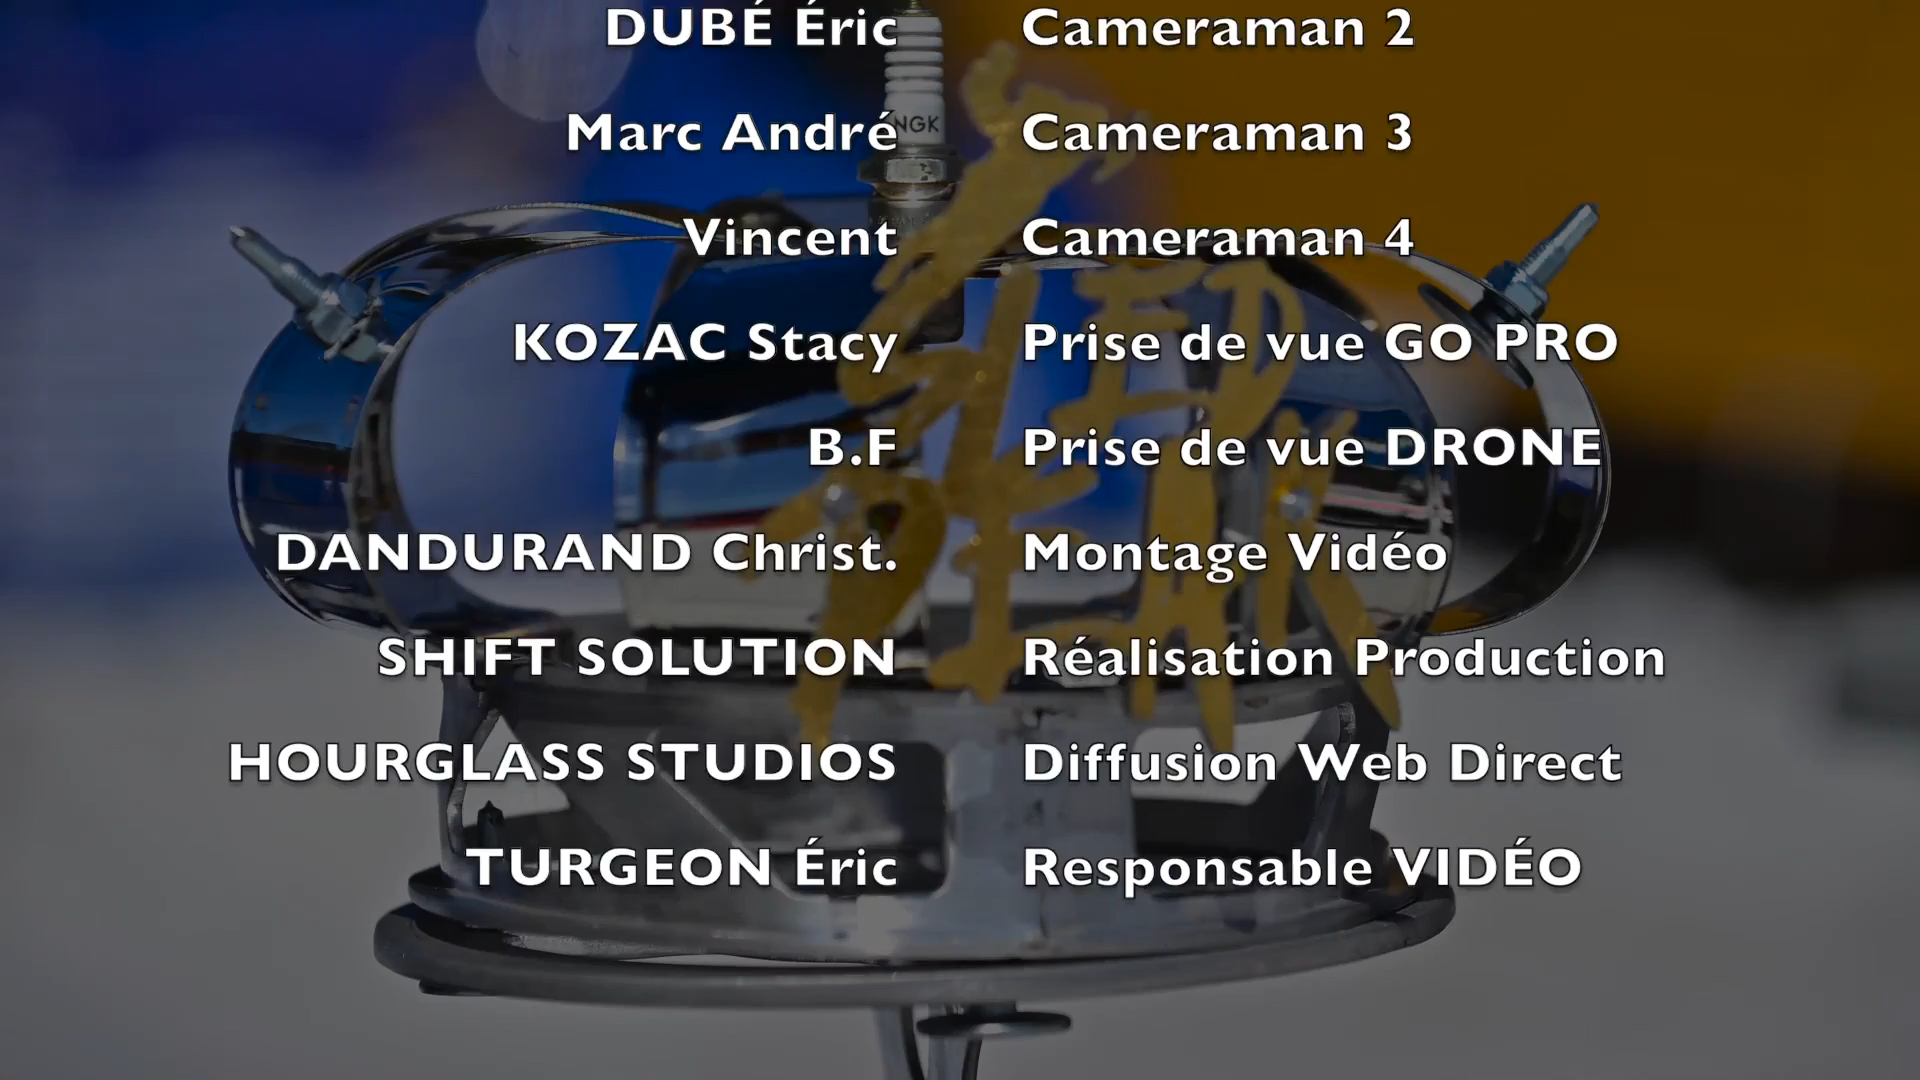 DUBÉ Éric Cameraman 2
Marc André Cameraman 3
Vincent Cameraman 4
KOZAC Stacy Prise de vue GO PRO
B.F Prise de vue DRONE
DANDURAND Christ. Montage Vidéo
SHIFT SOLUTION Réalisation Production
HOURGLASS STUDIOS Diffusion Web Direct
TURGEON Éric Responsable VIDÉO
NGK